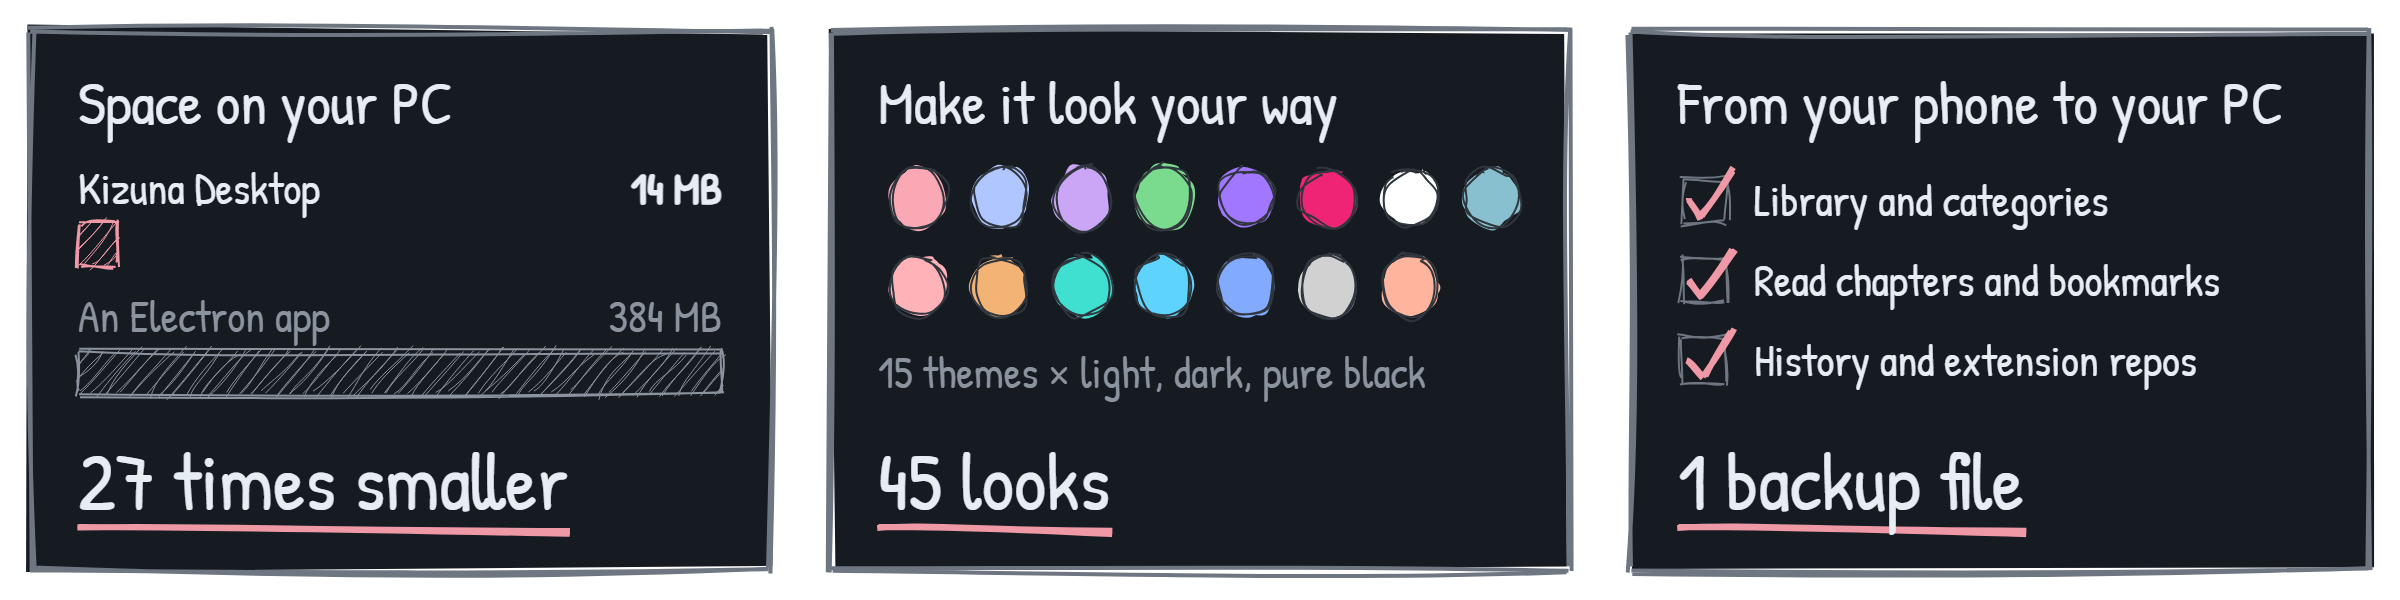 Space on your PC
Kizuna Desktop 14 MB
An Electron app 384 MB
27 times smaller
Make it look your way
15 themes × light, dark, pure black
45 looks
From your phone to your PC
Library and categories
Read chapters and bookmarks
History and extension repos
1 backup file